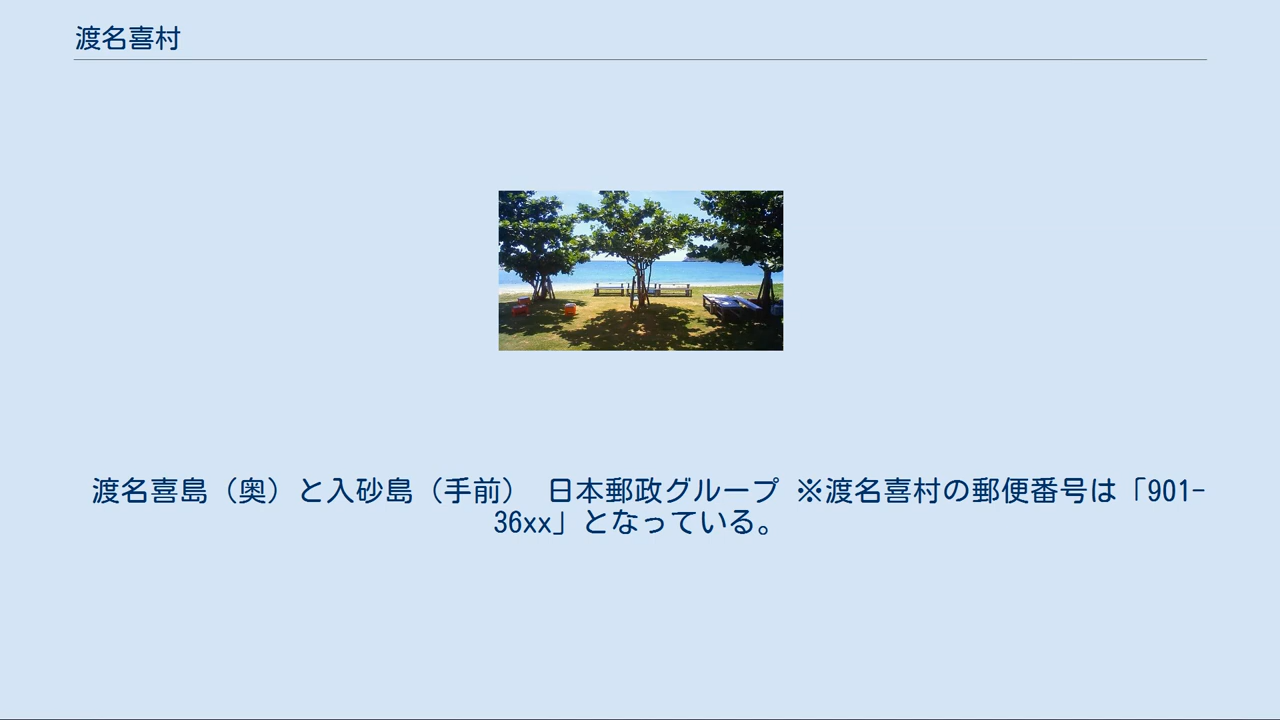 渡名喜村
渡名喜島（奥）と入砂島（手前）　日本郵政グループ ※渡名喜村の郵便番号は「901-
36xx」となっている。